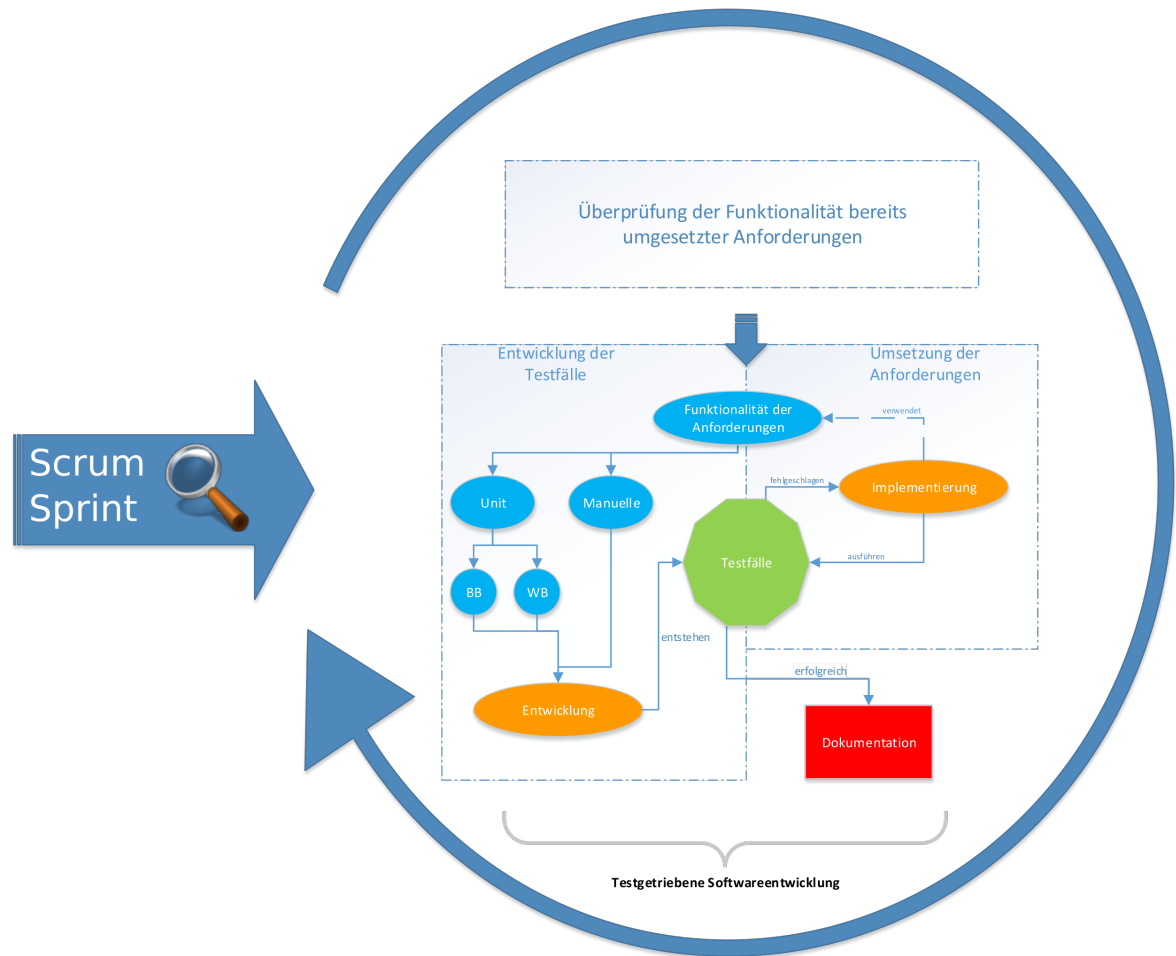 Überprüfung der Funktionalität bereits
umgesetzter Anforderungen
Entwicklung der
Testfälle
Umsetzung der
Anforderungen
Funktionalität der
Anforderungen
verwendet
Scrum
Sprint
Unit
Manuelle
fehlgeschlagen
Implementierung
Testfälle
ausführen
BB
WB
entstehen
erfolgreich
Entwicklung
Dokumentation
Testgetriebene Softwareentwicklung